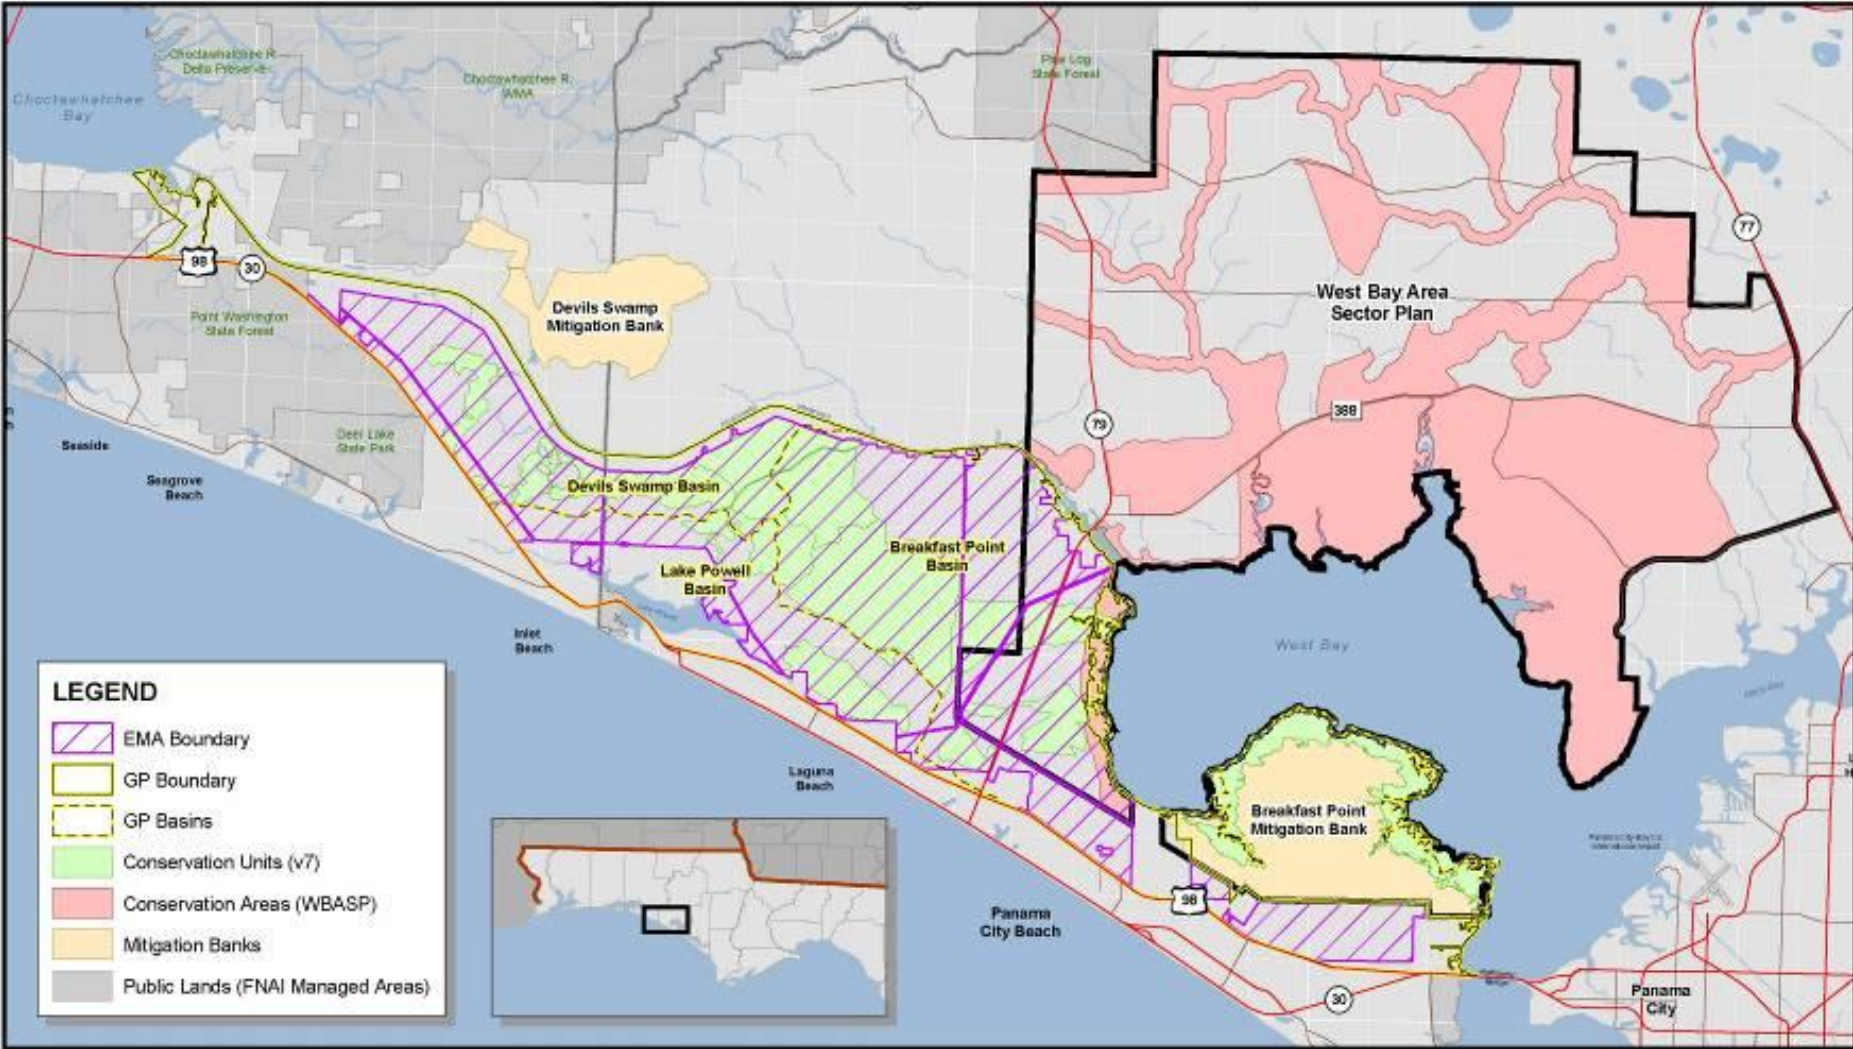 Choctawhatchee R.
Delta Preserve
Choctawhatchee R.
WMA
Pine Log
State Forest
Choctawhatchee
Bay
77
98
30
Point Washington
State Forest
Devils Swamp
Mitigation Bank
West Bay Area
Sector Plan
388
79
Seaside
Deer Lake
State Park
Seagrove
Beach
Devils Swamp Basin
Breakfast Point
Basin
Lake Powell
Basin
Inlet
Beach
West Bay
LEGEND
EMA Boundary
GP Boundary
GP Basins
Conservation Units (v7)
Conservation Areas (WBASP)
Mitigation Banks
Public Lands (FNAI Managed Areas)
Laguna
Beach
Breakfast Point
Mitigation Bank
98
Panama
City Beach
30
Panama
City